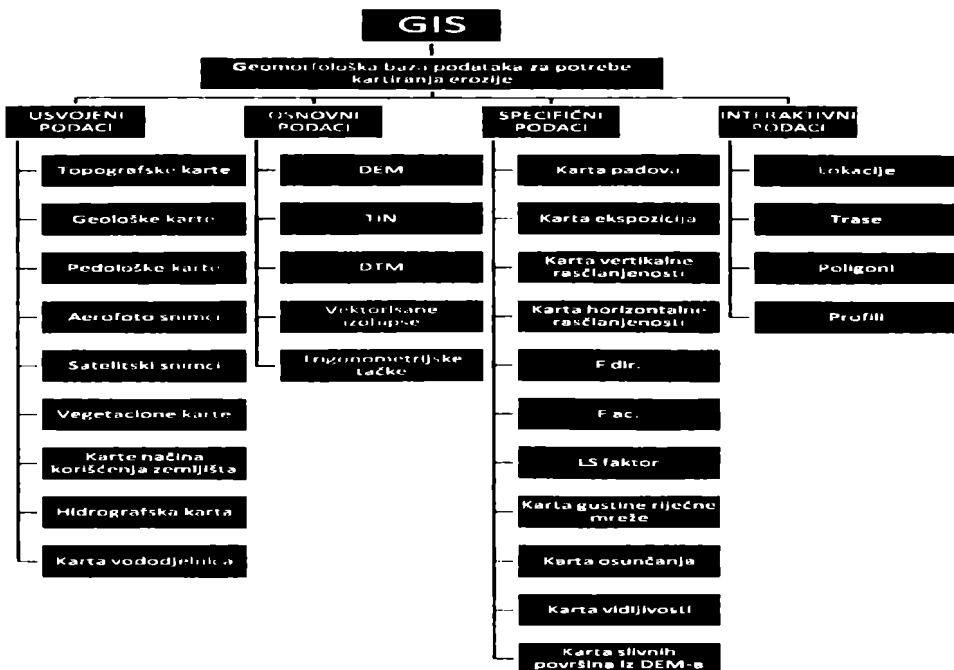 GIS
Geomorfološka baza podataka za potrebe
kartiranja erozije
USVOJENI
PODACI
Topografske karte
Geološke karte
Pedološke karte
Aerofoto snimci
Satelitski snimci
Vegetacione karte
Karte načina
korišćenja zemljišta
Hidrografska karta
Karta vododjelnica
OSNOVNI
PODACI
DEM
TIN
DTM
Vektorisane
izohipse
Trigonometrijske
tačke
SPECIFIČNI
PODACI
Karta padova
Karta ekspozicija
Karta vertikalne
rasčlanjenosti
Karta horizontalne
rasčlanjenosti
F dir.
F ac.
LS faktor
Karta gustine riječne
mreže
Karta osunčanja
Karta vidljivosti
Karta slivnih
površina iz DEM-a
INTERAKTIVNI
PODACI
Lokacije
Trase
Poligoni
Profili